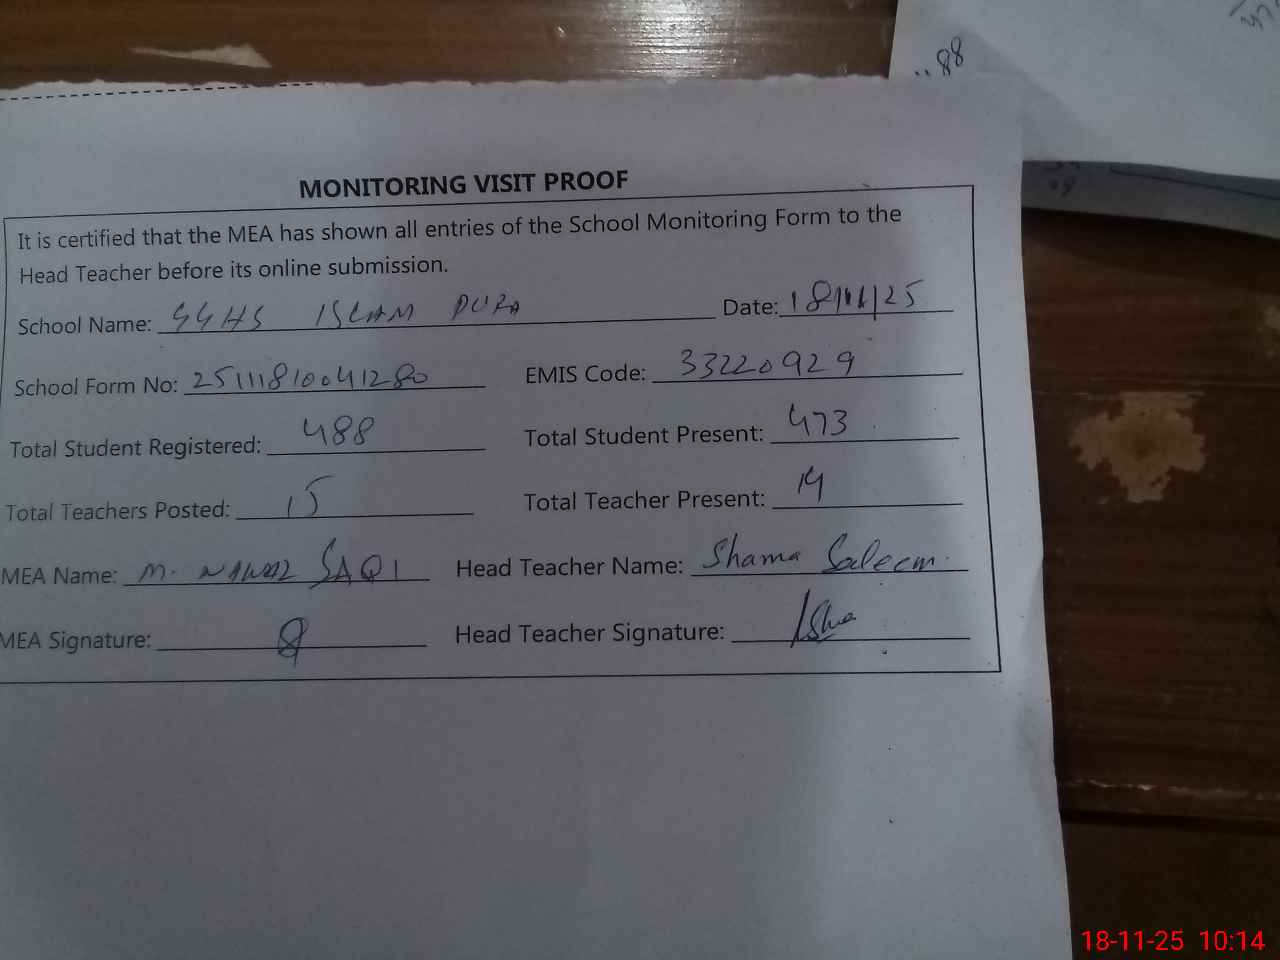 88
MONITORING VISIT PROOF
It is certified that the MEA has shown all entries of the School Monitoring Form to the
Head Teacher before its online submission.
School Name: GGHS ISLAM PURA Date: 18/11/25
School Form No: 25111810041280 EMIS Code: 33220929
Total Student Registered: 488 Total Student Present: 473
Total Teachers Posted: 15 Total Teacher Present: 14
MEA Name: M. NAWAZ SAQI Head Teacher Name: Shama Saleem
MEA Signature: Head Teacher Signature:
18-11-25 10:14